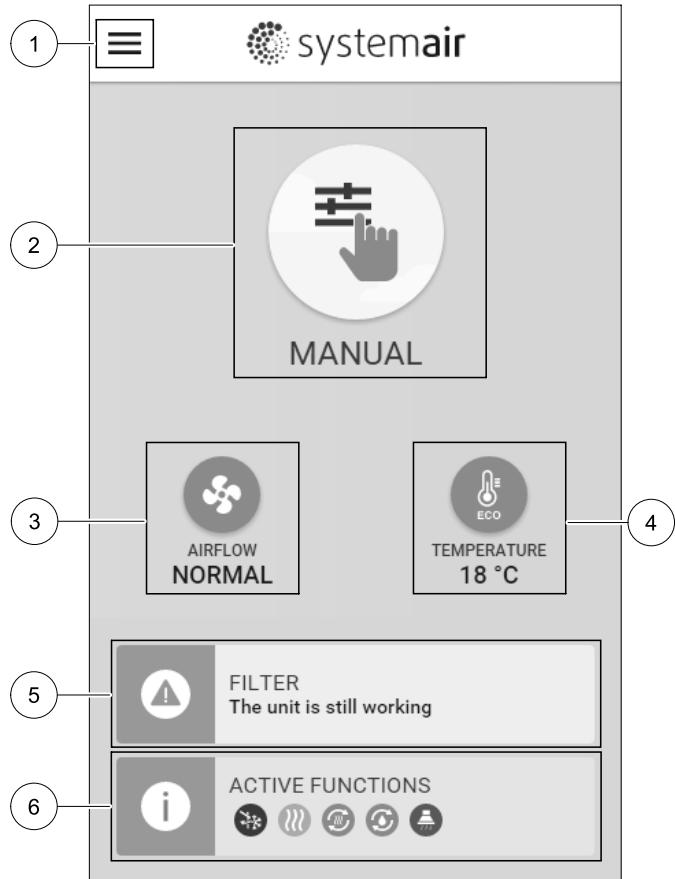 1
systemair
2
MANUAL
3
AIRFLOW
NORMAL
ECO
TEMPERATURE
18 °C
4
5
FILTER
The unit is still working
6
ACTIVE FUNCTIONS